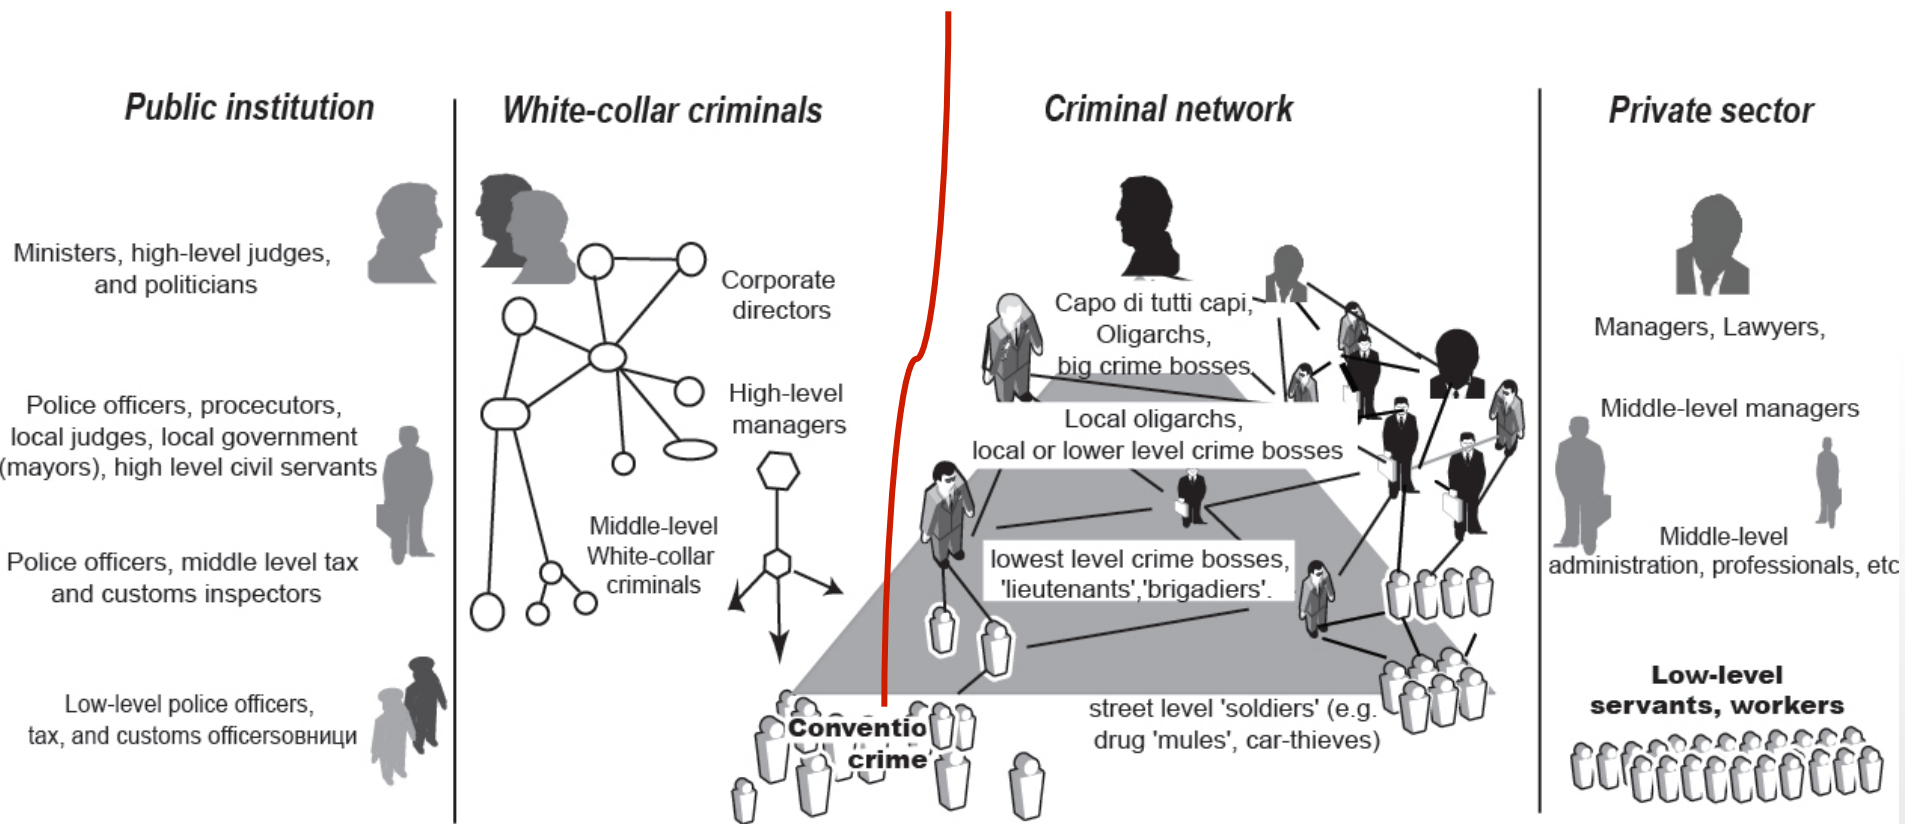 Public institution
Ministers, high-level judges,
and politicians
Police officers, procecutors,
local judges, local government
(mayors), high level civil servants
Police officers, middle level tax
and customs inspectors
Low-level police officers,
tax, and customs officersовници
White-collar criminals
Corporate
directors
High-level
managers
Middle-level
White-collar
criminals
Conventio
crime
Criminal network
Capo di tutti capi,
Oligarchs,
big crime bosses
Local oligarchs,
local or lower level crime bosses
lowest level crime bosses,
'lieutenants','brigadiers'.
street level 'soldiers' (e.g.
drug 'mules', car-thieves)
Private sector
Managers, Lawyers,
Middle-level managers
Middle-level
administration, professionals, etc
Low-level
servants, workers